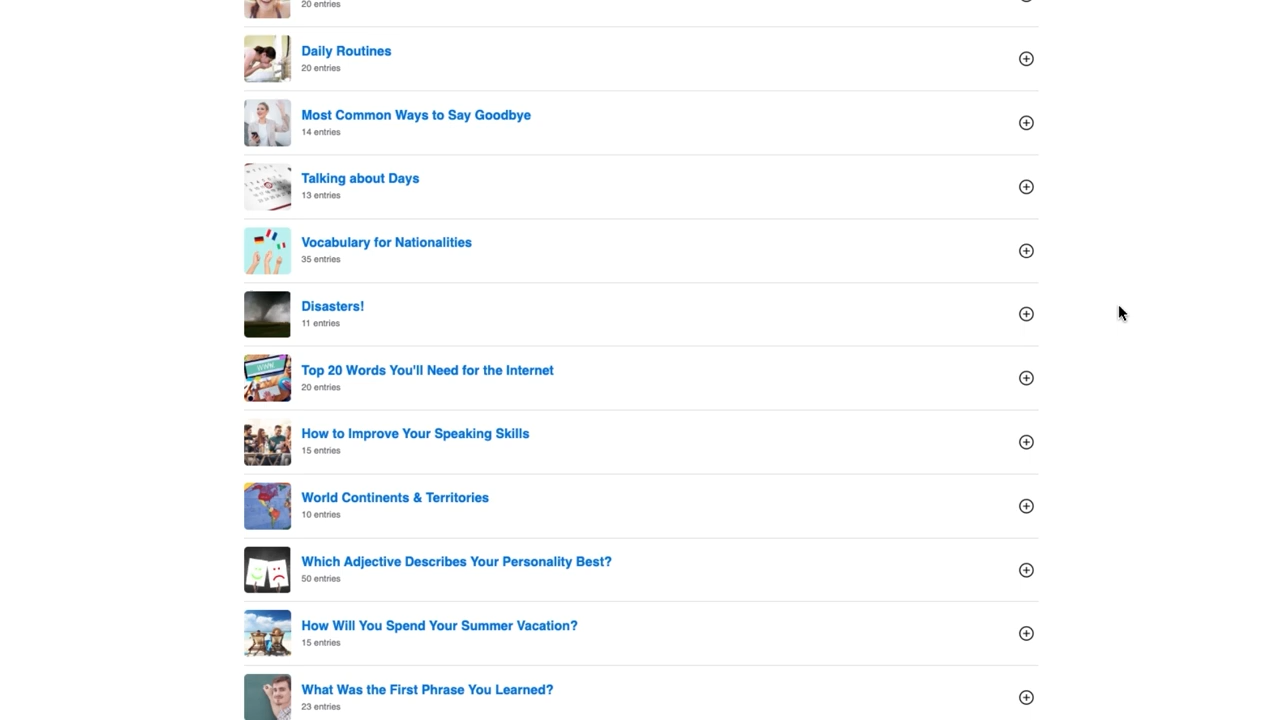 20 entries
Daily Routines
20 entries
Most Common Ways to Say Goodbye
14 entries
Talking about Days
13 entries
Vocabulary for Nationalities
35 entries
Disasters!
11 entries
Top 20 Words You'll Need for the Internet
20 entries
How to Improve Your Speaking Skills
15 entries
World Continents & Territories
10 entries
Which Adjective Describes Your Personality Best?
50 entries
How Will You Spend Your Summer Vacation?
15 entries
What Was the First Phrase You Learned?
23 entries